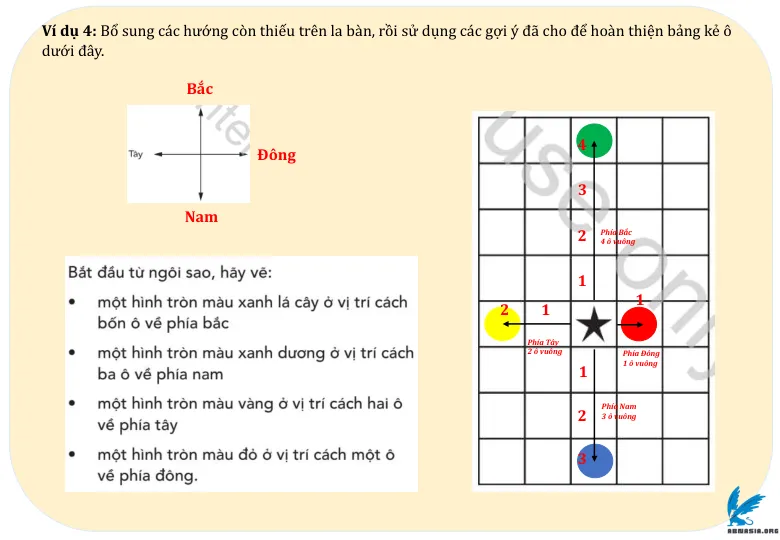 Ví dụ 4: Bổ sung các hướng còn thiếu trên la bàn, rồi sử dụng các gợi ý đã cho để hoàn thiện bảng kẻ ô
dưới đây.
Bắc
Tây
Đông
Nam
Bắt đầu từ ngôi sao, hãy vẽ:
• một hình tròn màu xanh lá cây ở vị trí cách
bốn ô về phía bắc
• một hình tròn màu xanh dương ở vị trí cách
ba ô về phía nam
• một hình tròn màu vàng ở vị trí cách hai ô
về phía tây
• một hình tròn màu đỏ ở vị trí cách một ô
về phía đông.
use only
4
3
2
Phía Bắc
4 ô vuông
1
2
1
1
Phía Tây
2 ô vuông
Phía Đông
1 ô vuông
1
2
Phía Nam
3 ô vuông
3
ARMASIA.ORG